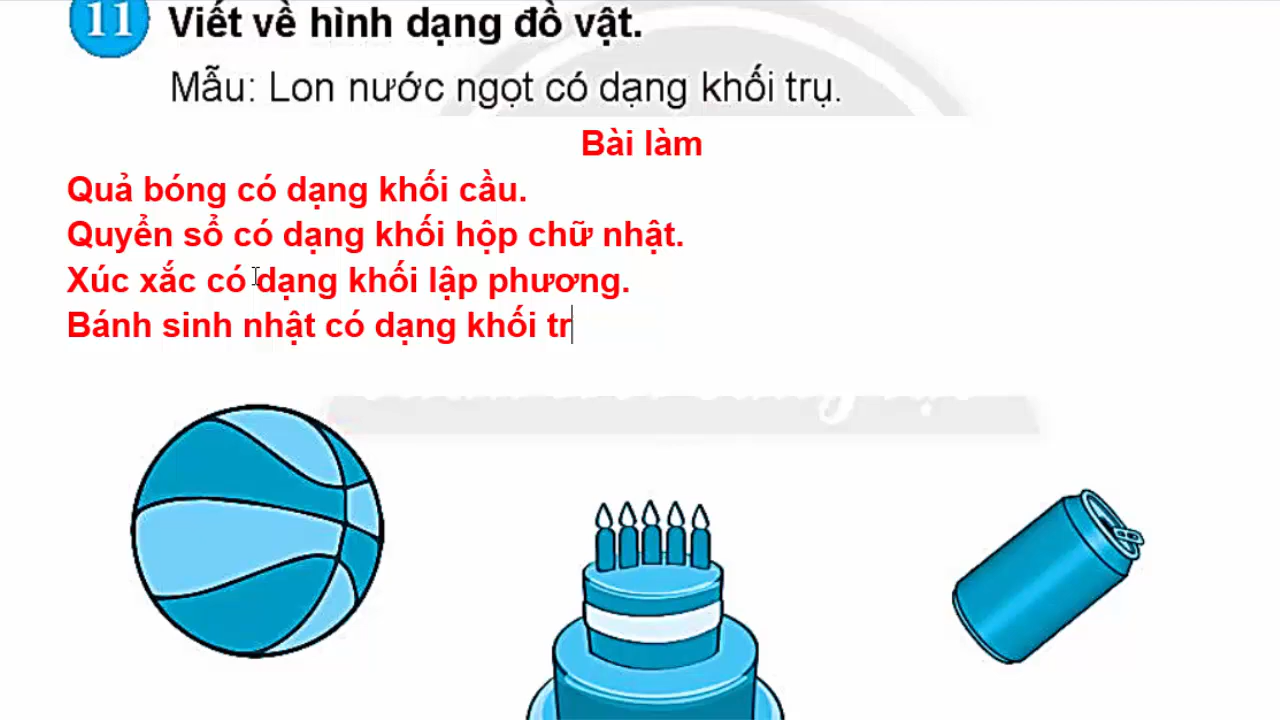 11 Viết về hình dạng đồ vật.
Mẫu: Lon nước ngọt có dạng khối trụ.
Bài làm
Quả bóng có dạng khối cầu.
Quyển sổ có dạng khối hộp chữ nhật.
Xúc xắc có dạng khối lập phương.
Bánh sinh nhật có dạng khối tr